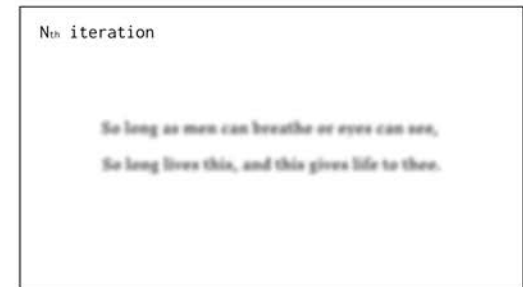 Nth iteration
So long as men can breathe or eyes can see,
So long lives this, and this gives life to thee.